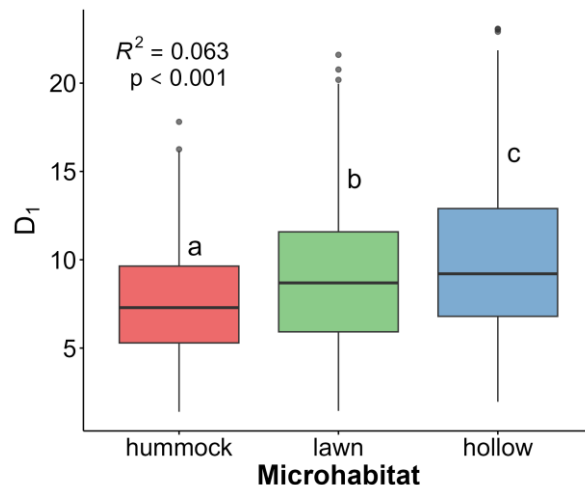 R² = 0.063
p < 0.001
20
15
10
5
D₁
a
b
c
hummock lawn hollow
Microhabitat